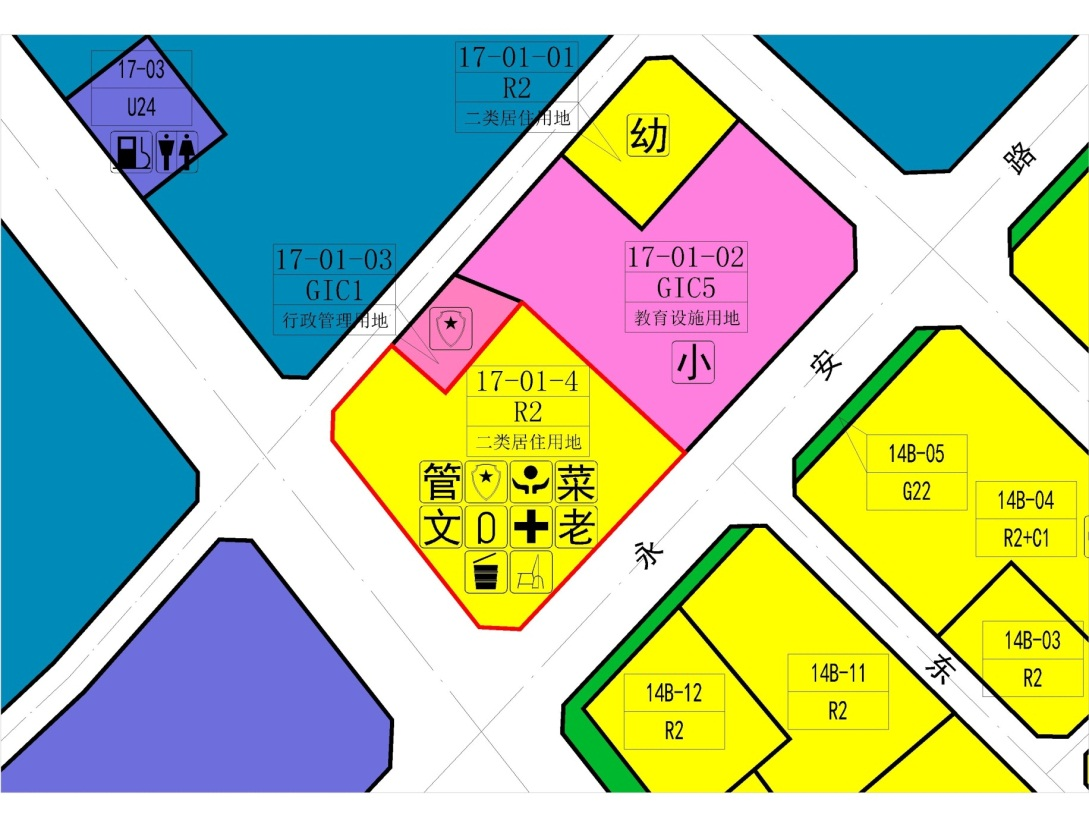 17-03
U24
17-01-01
R2
二类居住用地
幼
路
17-01-03
GIC1
行政管理用地
17-01-02
GIC5
教育设施用地
小
安
17-01-4
R2
二类居住用地
管
菜
文
老
永
14B-05
G22
14B-04
R2+C1
14B-03
R2
东
14B-11
R2
14B-12
R2